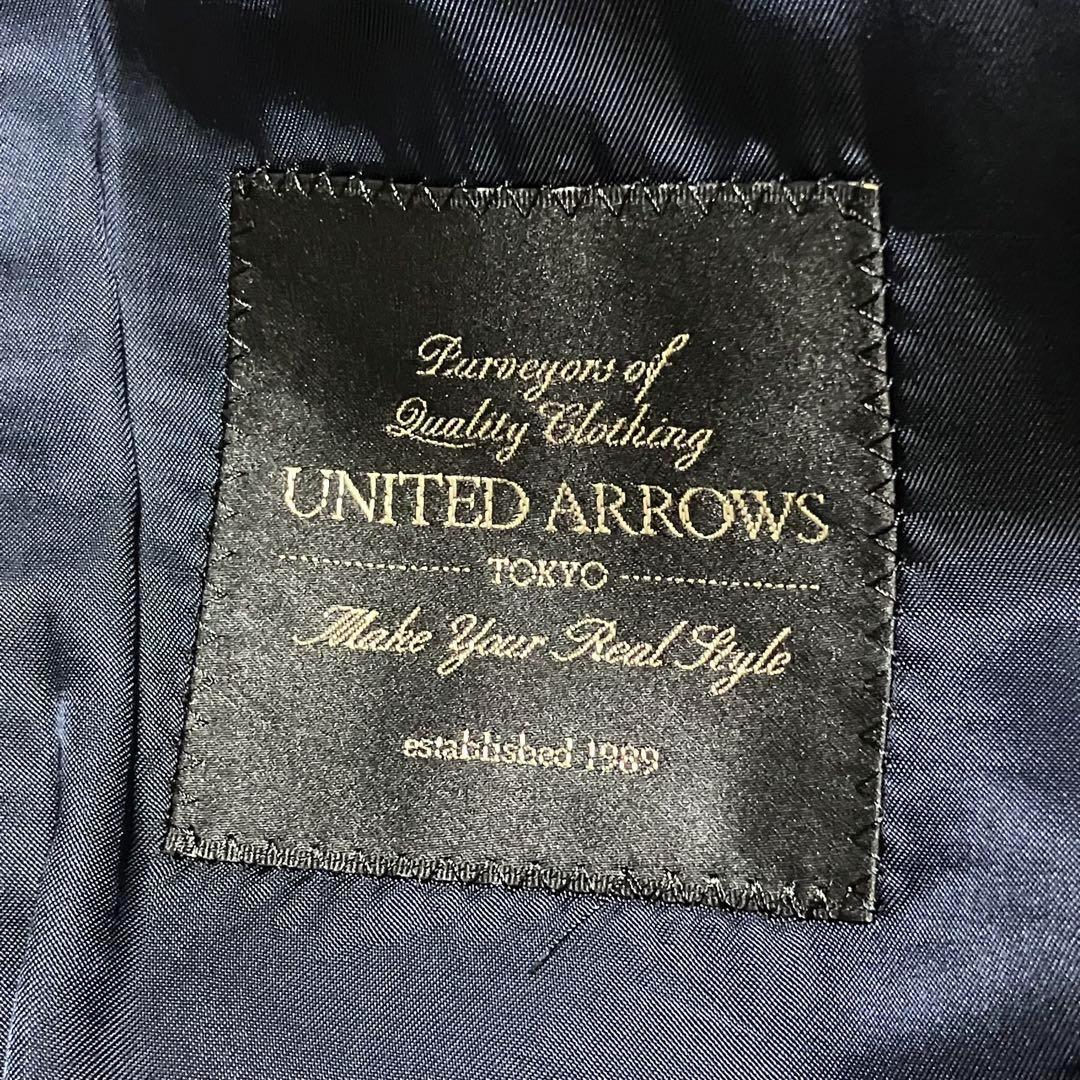 Purveyors of
Quality Clothing
UNITED ARROWS
TOKYO
Make Your Real Style
established 1989